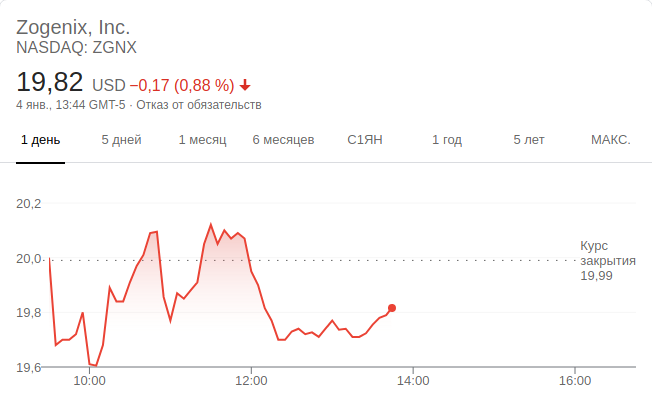 Zogenix, Inc.
NASDAQ: ZGNX
19,82 USD −0,17 (0,88 %)
4 янв., 13:44 GMT-5 · Отказ от обязательств
1 день 5 дней 1 месяц 6 месяцев С1ЯН 1 год 5 лет МАКС.
20,2
20,0
19,8
19,6
Курс
закрытия
19,99
10:00 12:00 14:00 16:00